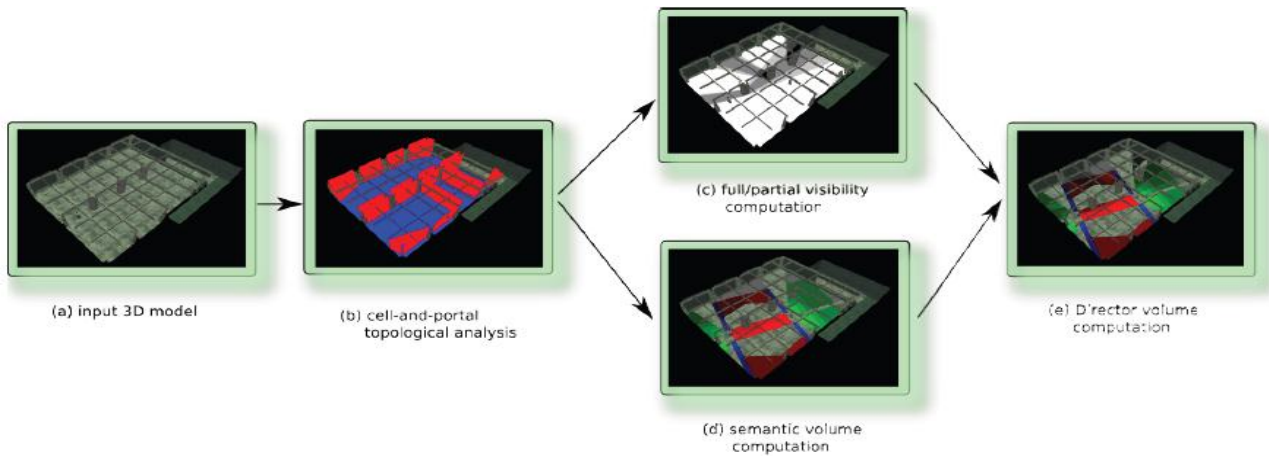 (a) input 3D model
(b) cell-and-portal
topological analysis
(c) full/partial visibility
computation
(d) semantic volume
computation
(e) Director volume
computation